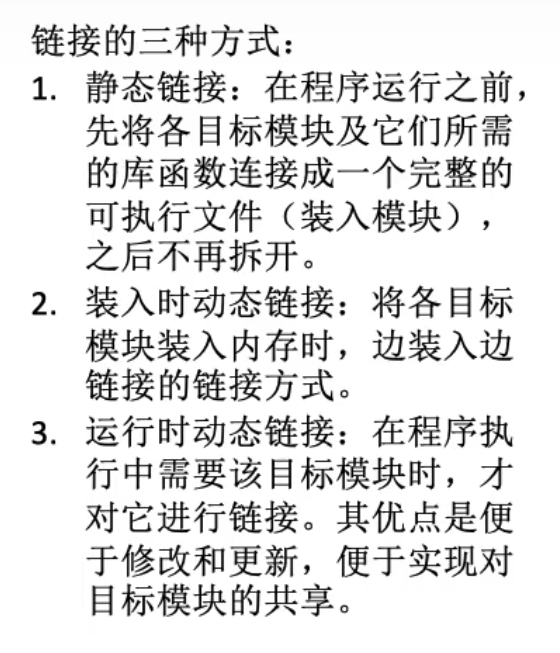 链接的三种方式：
1. 静态链接：在程序运行之前，
先将各目标模块及它们所需
的库函数连接成一个完整的
可执行文件（装入模块），
之后不再拆开。
2. 装入时动态链接：将各目标
模块装入内存时，边装入边
链接的链接方式。
3. 运行时动态链接：在程序执
行中需要该目标模块时，才
对它进行链接。其优点是便
于修改和更新，便于实现对
目标模块的共享。